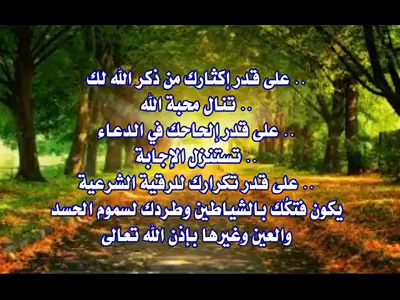 .. على قدر إكثارك من ذكر الله لك
.. تنال محبة الله
.. على قدر إلحاحك في الدعاء
.. تستنزل الإجابة
.. على قدر تكرارك للرقية الشرعية
يكون فتكُك بالشياطين وطردك لسموم الحسد
والعين وغيرها بإذن الله تعالى